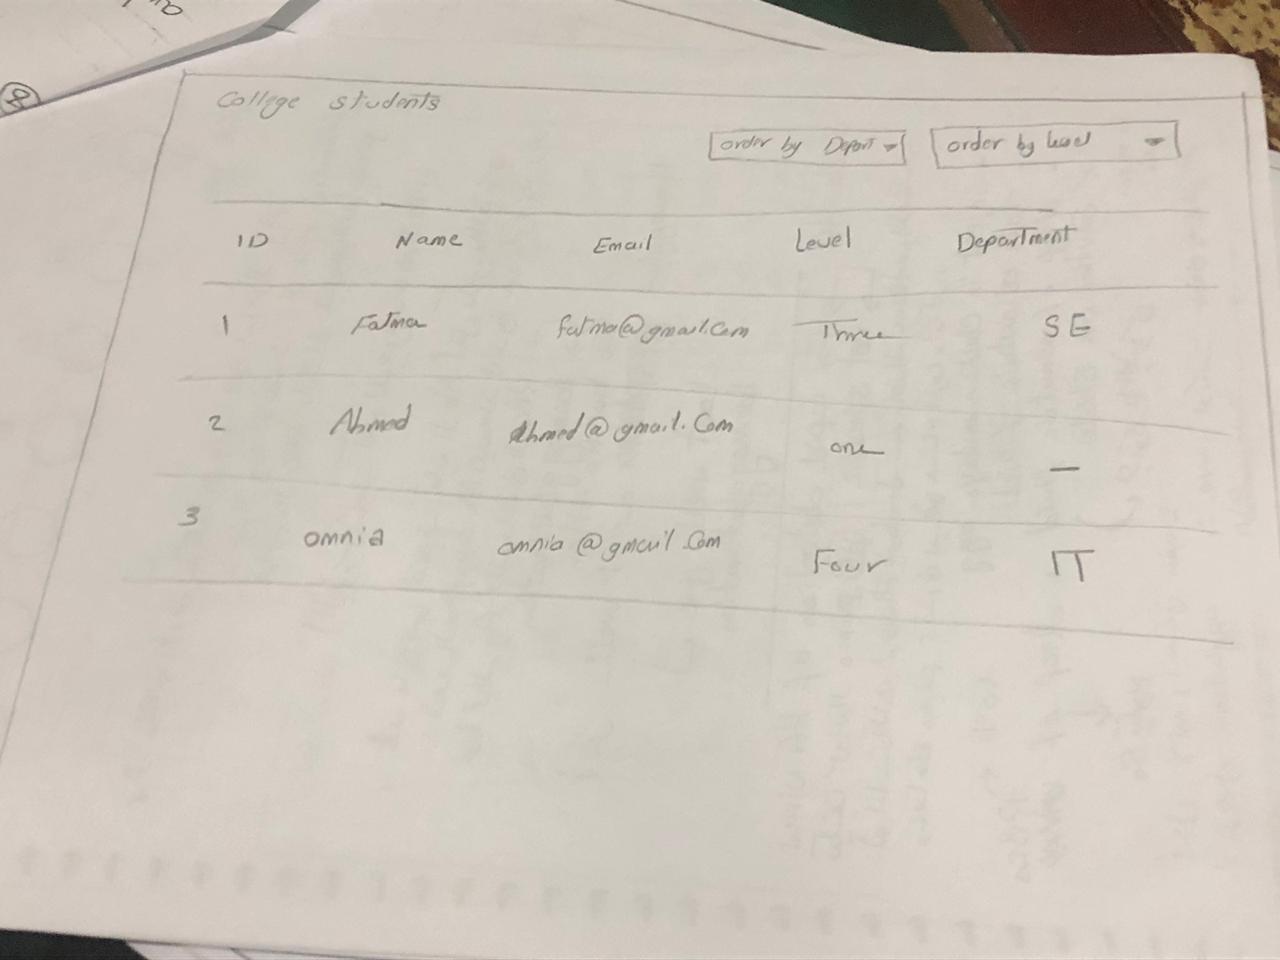 College students
order by Depart
order by level
ID Name Email Level Department
1 Fatma fatma@gmail.com Three SE
2 Ahmed Ahmed@gmail.com one —
3 omnia omnia@gmail.com Four IT
8